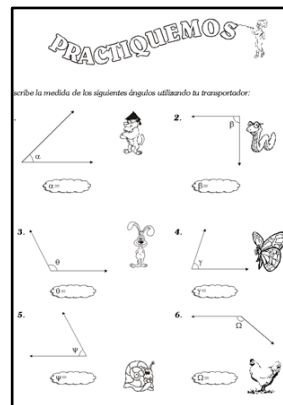 PRACTIQUEMOS
scribe la medida de los siguientes ángulos utilizando tu transportador:
.
α
α=
2.
β
β=
3.
θ
θ=
4.
γ
γ=
5.
Ψ
Ψ=
6.
Ω
Ω=